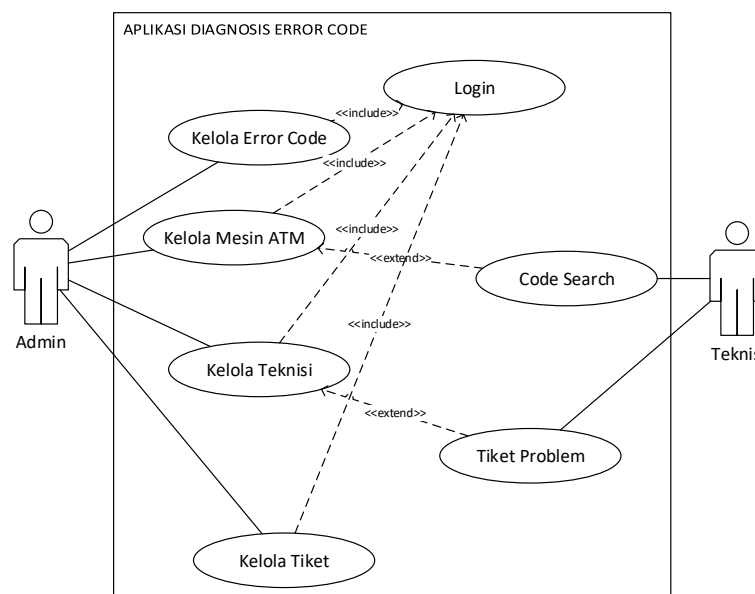 APLIKASI DIAGNOSIS ERROR CODE
Login
<<include>>
Kelola Error Code
<<include>>
Kelola Mesin ATM
<<include>>
<<extend>>
Code Search
<<include>>
Admin
Teknis
Kelola Teknisi
<<extend>>
Tiket Problem
Kelola Tiket